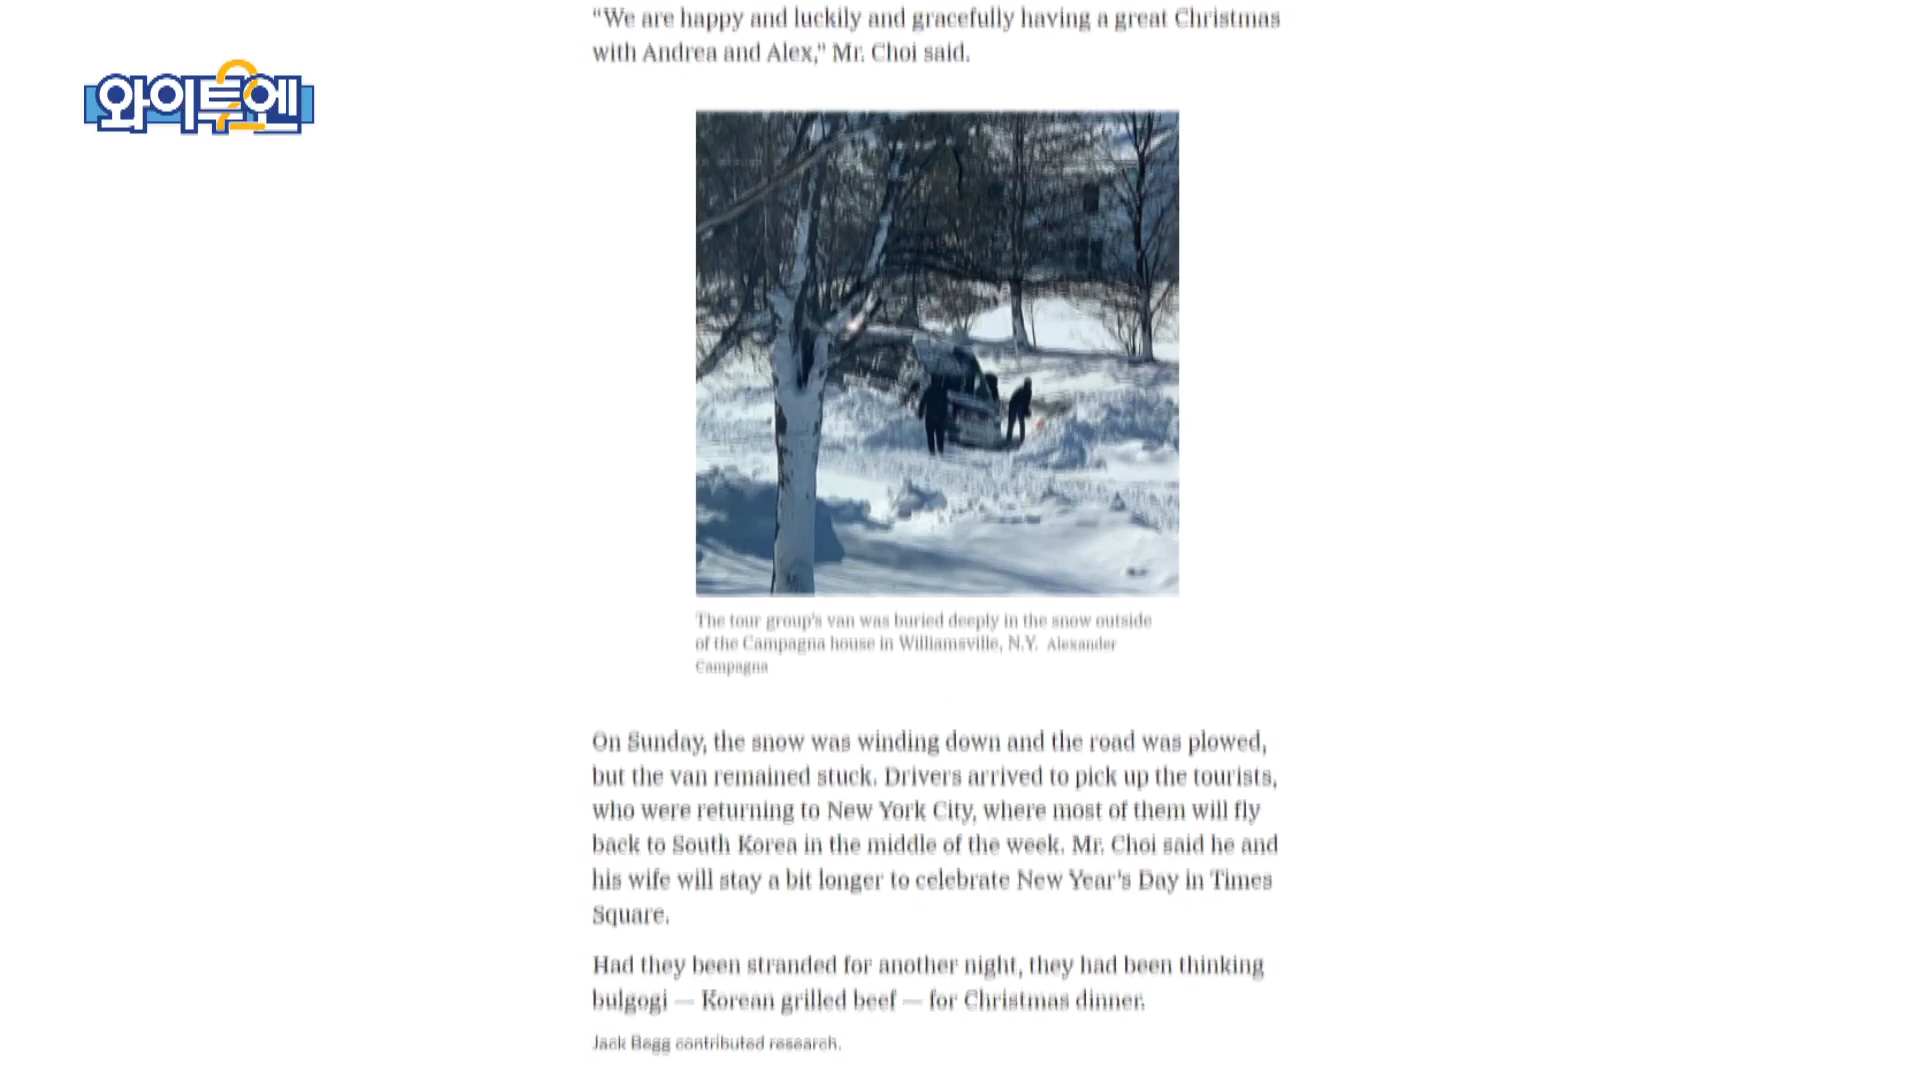 “We are happy and luckily and gracefully having a great Christmas
with Andrea and Alex,” Mr. Choi said.
와이투엔
The tour group's van was buried deeply in the snow outside
of the Campagna house in Williamsville, N.Y. Alexander
Campagna
On Sunday, the snow was winding down and the road was plowed,
but the van remained stuck. Drivers arrived to pick up the tourists,
who were returning to New York City, where most of them will fly
back to South Korea in the middle of the week. Mr. Choi said he and
his wife will stay a bit longer to celebrate New Year's Day in Times
Square.
Had they been stranded for another night, they had been thinking
bulgogi — Korean grilled beef — for Christmas dinner.
Jack Begg contributed research.